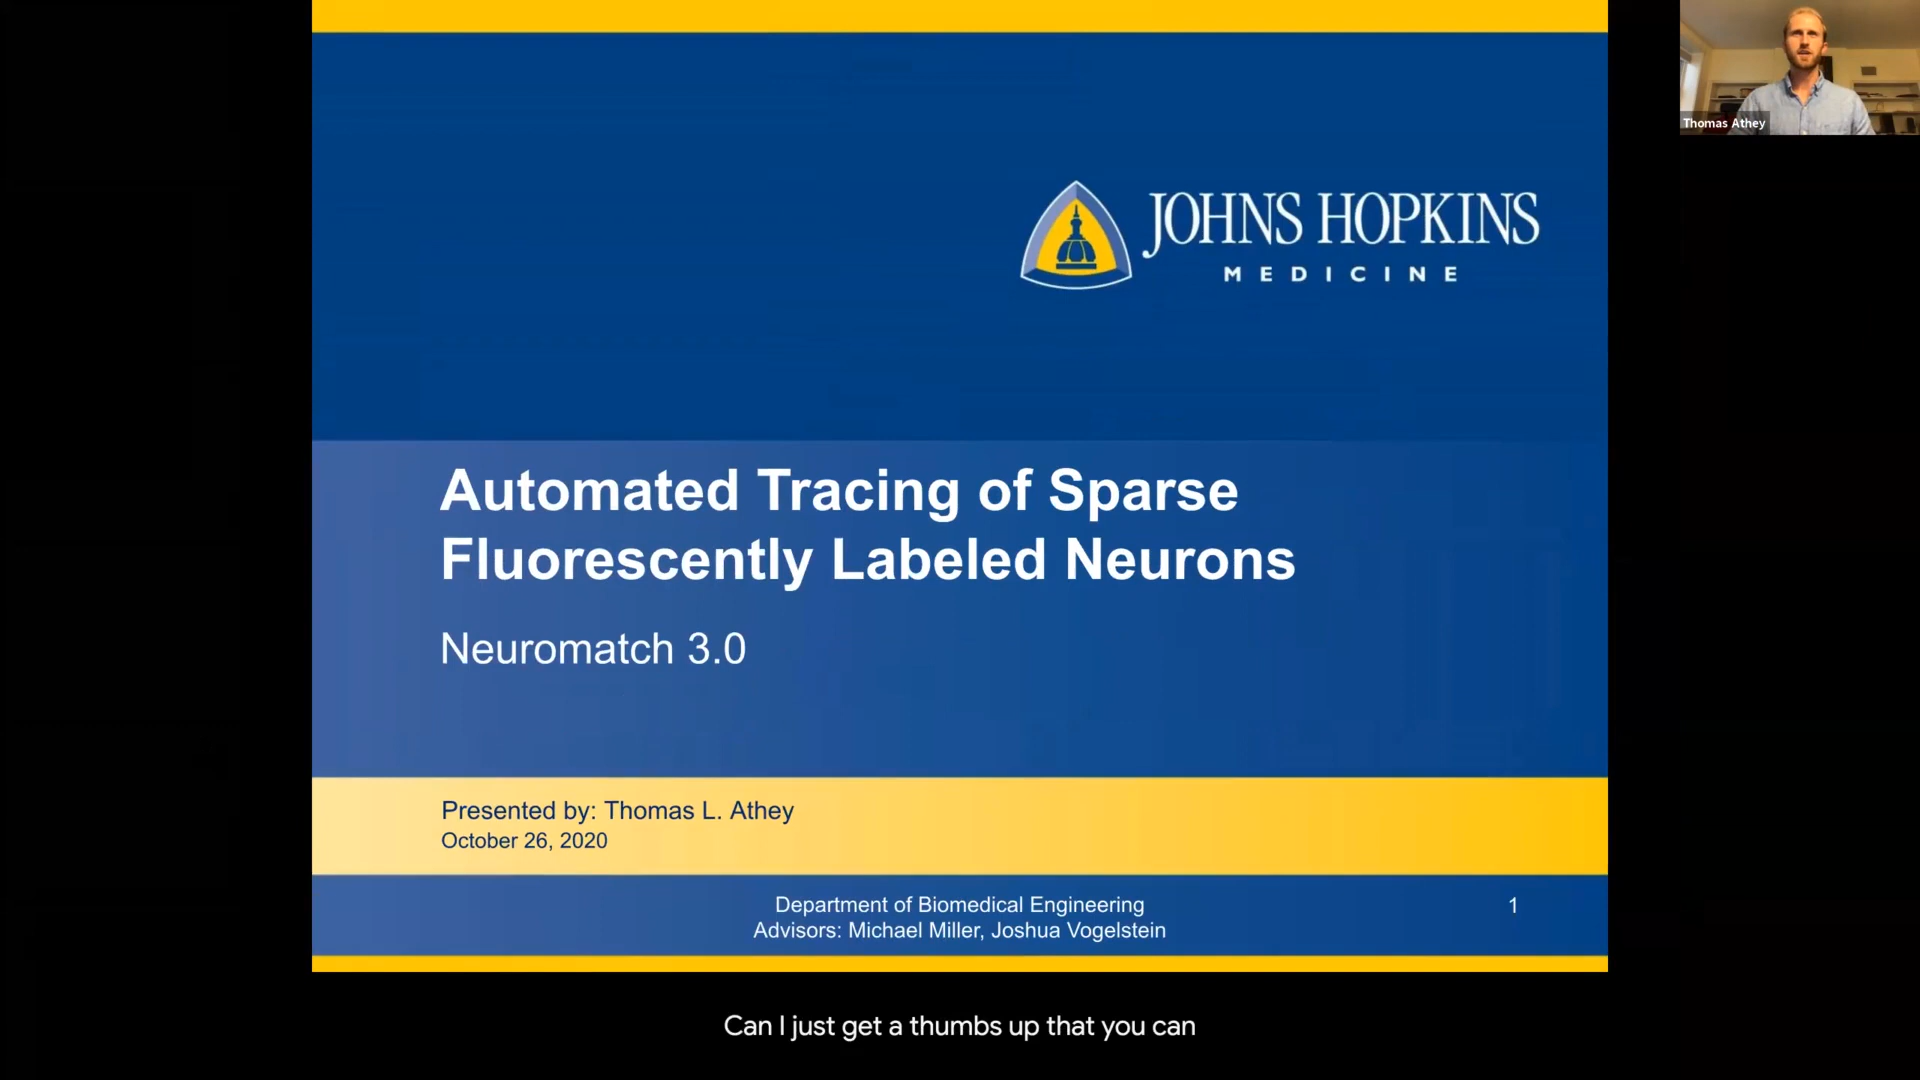 Thomas Athey
JOHNS HOPKINS
MEDICINE
Automated Tracing of Sparse
Fluorescently Labeled Neurons
Neuromatch 3.0
Presented by: Thomas L. Athey
October 26, 2020
Department of Biomedical Engineering
Advisors: Michael Miller, Joshua Vogelstein
1
Can I just get a thumbs up that you can